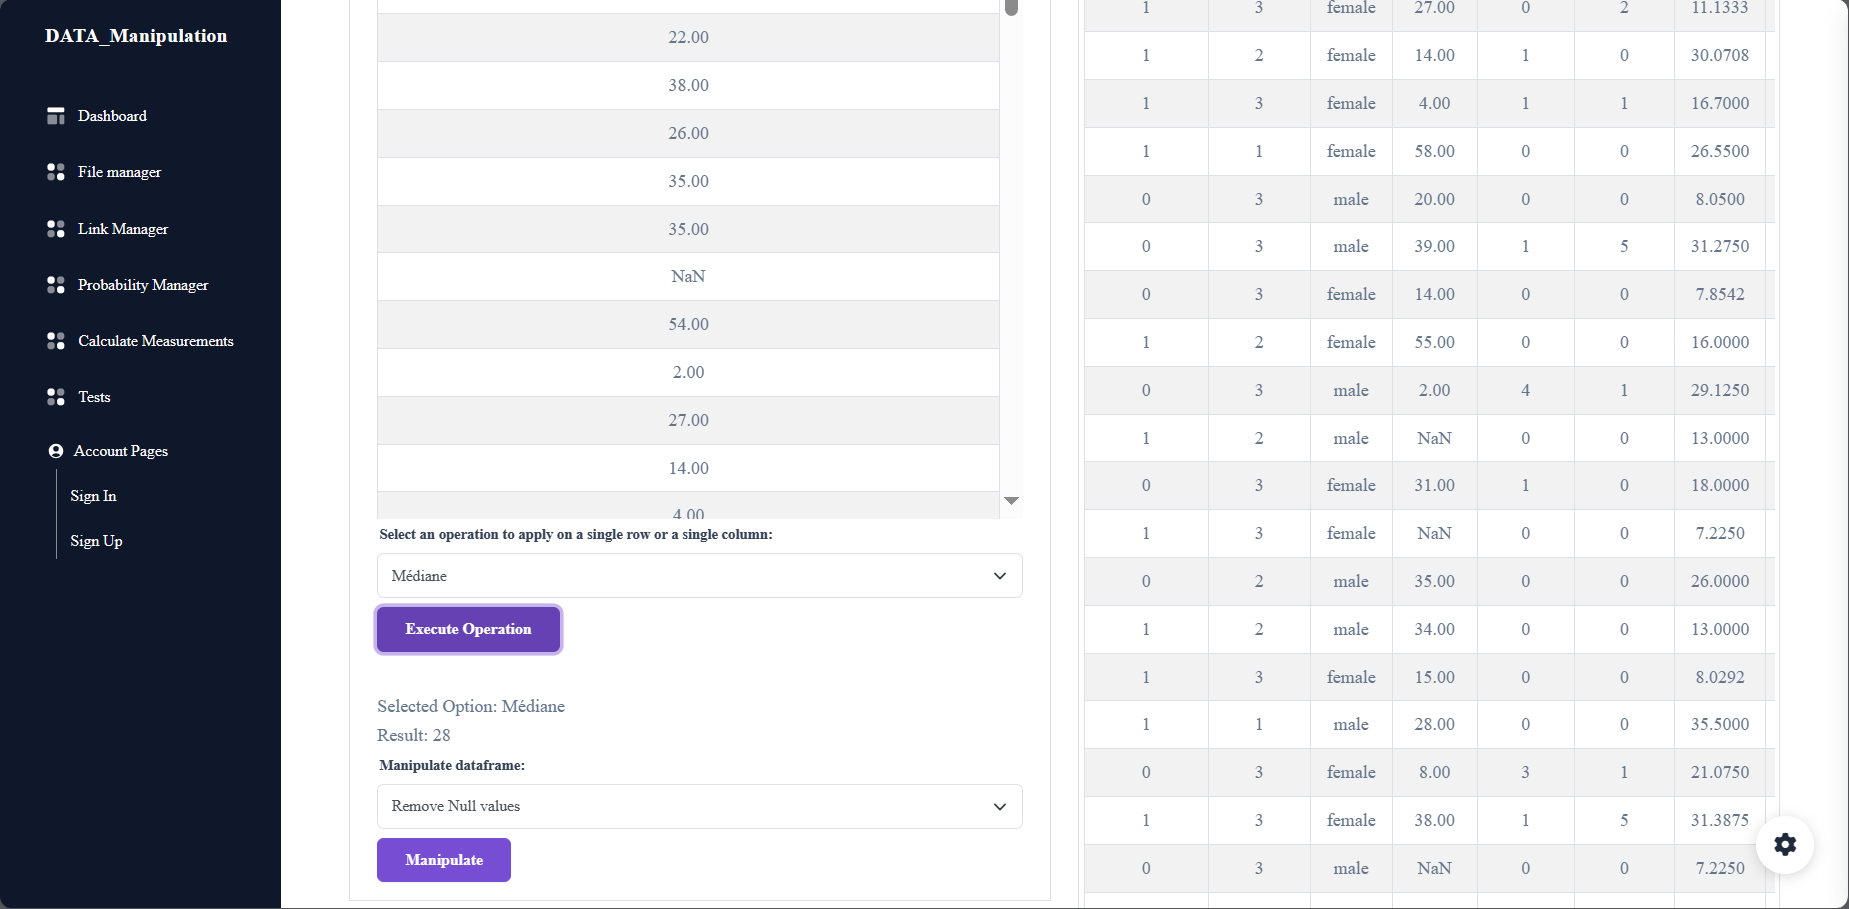 DATA_Manipulation
Dashboard
File manager
Link Manager
Probability Manager
Calculate Measurements
Tests
Account Pages
Sign In
Sign Up
22.00
38.00
26.00
35.00
35.00
NaN
54.00
2.00
27.00
14.00
4.00
Select an operation to apply on a single row or a single column:
Médiane
Execute Operation
Selected Option: Médiane
Result: 28
Manipulate dataframe:
Remove Null values
Manipulate
1 3 female 27.00 0 2 11.1333
1 2 female 14.00 1 0 30.0708
1 3 female 4.00 1 1 16.7000
1 1 female 58.00 0 0 26.5500
0 3 male 20.00 0 0 8.0500
0 3 male 39.00 1 5 31.2750
0 3 female 14.00 0 0 7.8542
1 2 female 55.00 0 0 16.0000
0 3 male 2.00 4 1 29.1250
1 2 male NaN 0 0 13.0000
0 3 female 31.00 1 0 18.0000
1 3 female NaN 0 0 7.2250
0 2 male 35.00 0 0 26.0000
1 2 male 34.00 0 0 13.0000
1 3 female 15.00 0 0 8.0292
1 1 male 28.00 0 0 35.5000
0 3 female 8.00 3 1 21.0750
1 3 female 38.00 1 5 31.3875
0 3 male NaN 0 0 7.2250